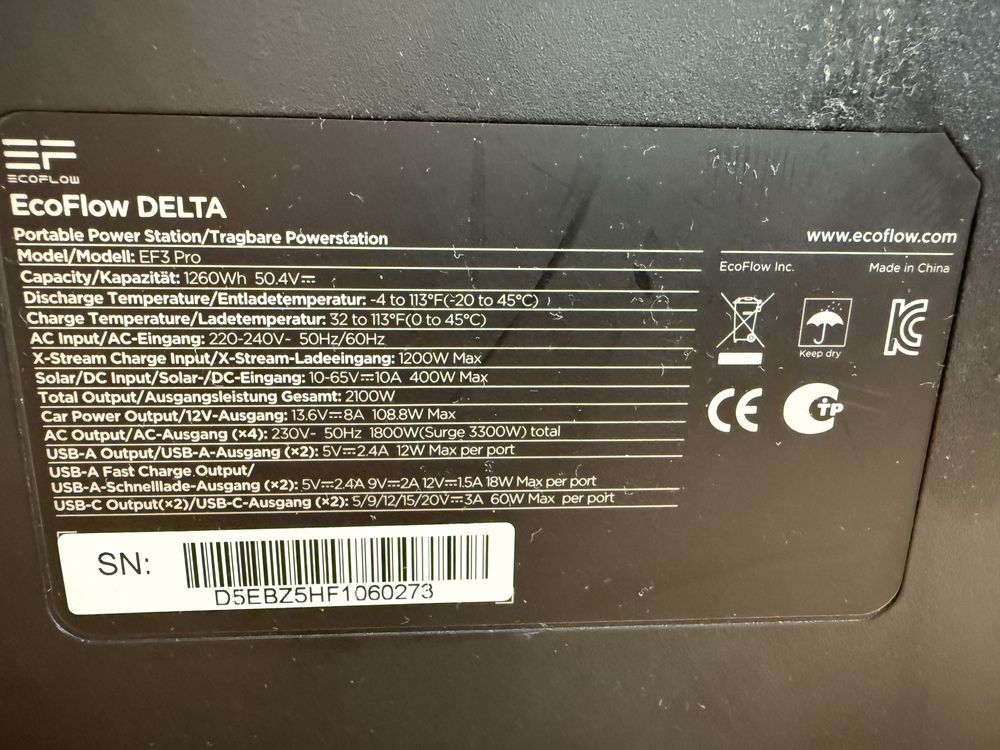 EF
ECOFLOW
EcoFlow DELTA
Portable Power Station/Tragbare Powerstation
Model/Modell: EF3 Pro
Capacity/Kapazität: 1260Wh 50.4V⎓
Discharge Temperature/Entladetemperatur: -4 to 113°F(-20 to 45°C)
Charge Temperature/Ladetemperatur: 32 to 113°F(0 to 45°C)
AC Input/AC-Eingang: 220-240V~ 50Hz/60Hz
X-Stream Charge Input/X-Stream-Ladeeingang: 1200W Max
Solar/DC Input/Solar-/DC-Eingang: 10-65V⎓10A 400W Max
Total Output/Ausgangsleistung Gesamt: 2100W
Car Power Output/12V-Ausgang: 13.6V⎓8A 108.8W Max
AC Output/AC-Ausgang (×4): 230V~ 50Hz 1800W(Surge 3300W) total
USB-A Output/USB-A-Ausgang (×2): 5V⎓2.4A 12W Max per port
USB-A Fast Charge Output/
USB-A-Schnelllade-Ausgang (×2): 5V⎓2.4A 9V⎓2A 12V⎓1.5A 18W Max per port
USB-C Output(×2)/USB-C-Ausgang (×2): 5/9/12/15/20V⎓3A 60W Max per port
SN:
D5EBZ5HF1060273
www.ecoflow.com
EcoFlow Inc. Made in China
Keep dry
KC
CE
TP